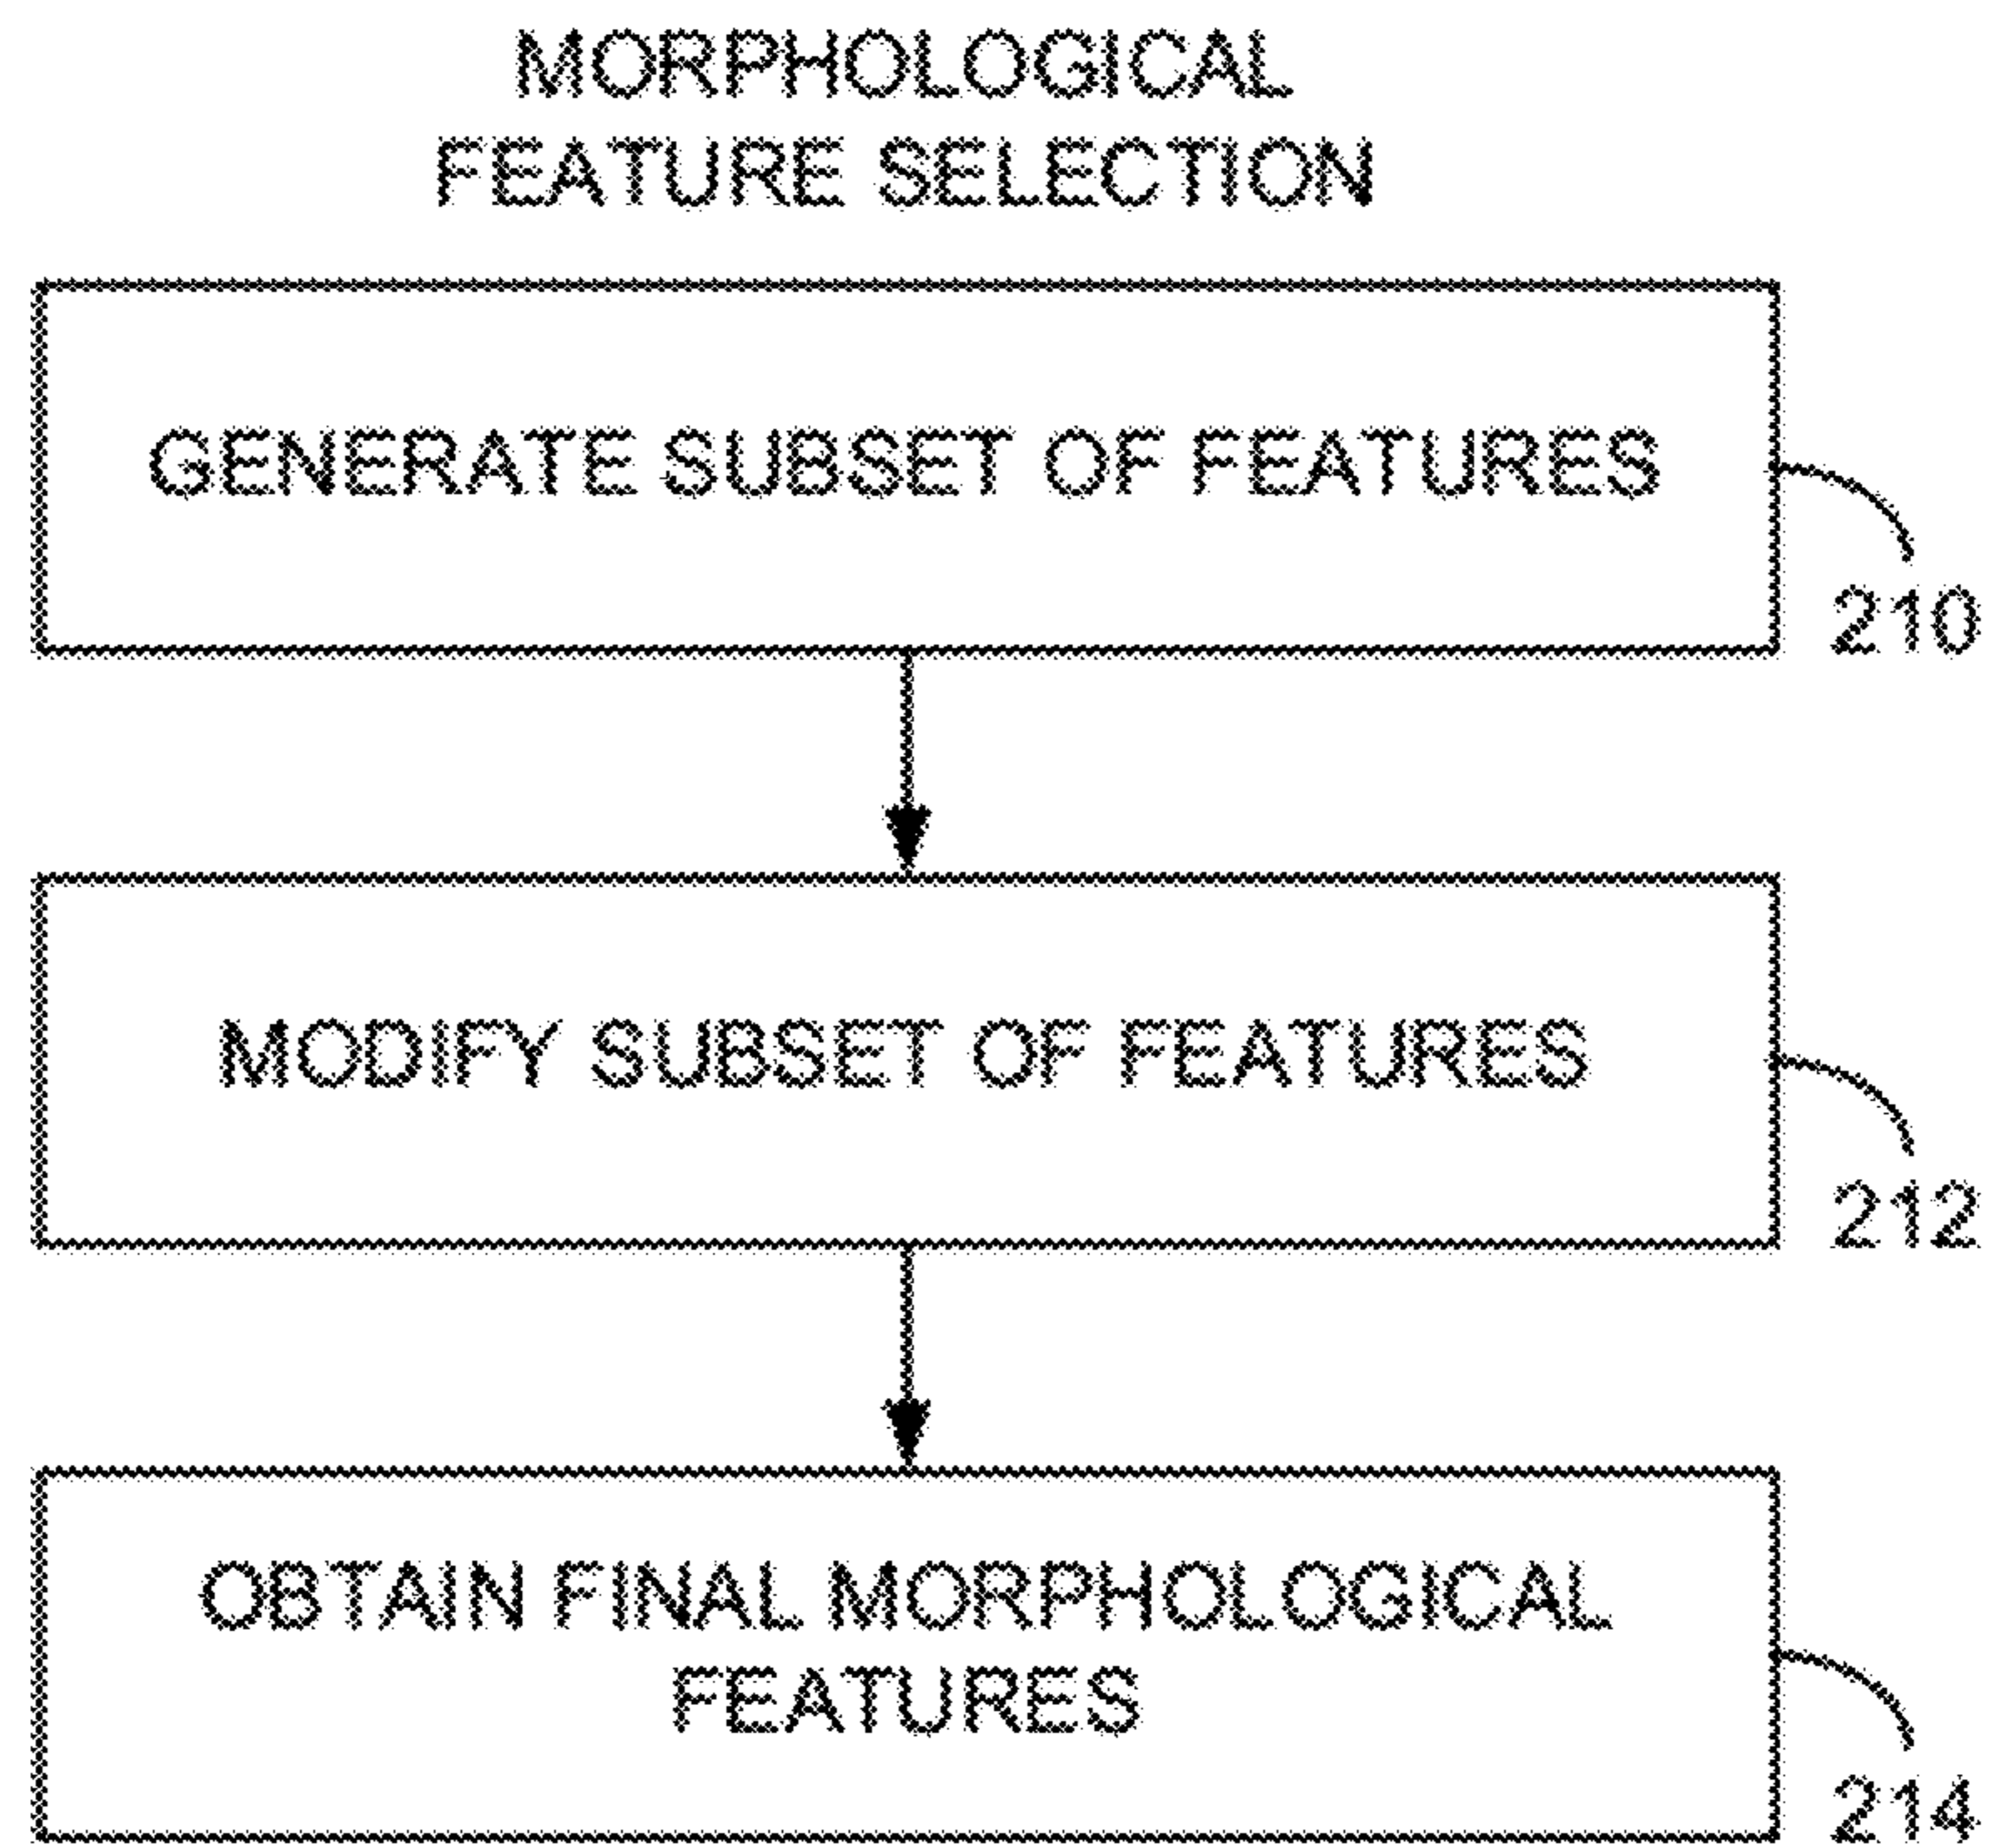 MORPHOLOGICAL
FEATURE SELECTION
GENERATE SUBSET OF FEATURES
210
MODIFY SUBSET OF FEATURES
212
OBTAIN FINAL MORPHOLOGICAL
FEATURES
214